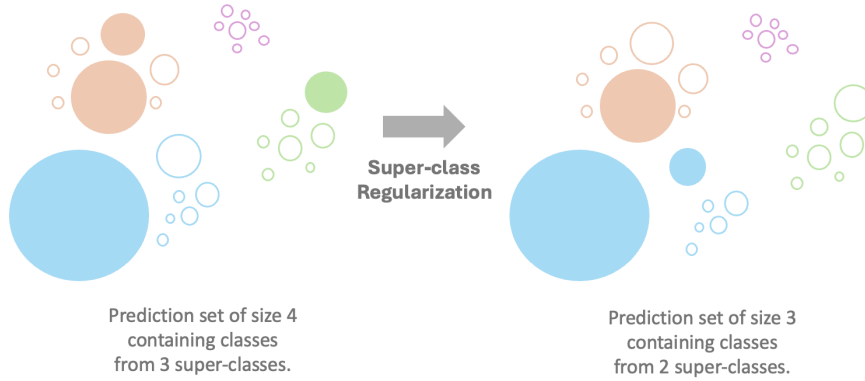 Super-class
Regularization
Prediction set of size 4
containing classes
from 3 super-classes.
Prediction set of size 3
containing classes
from 2 super-classes.